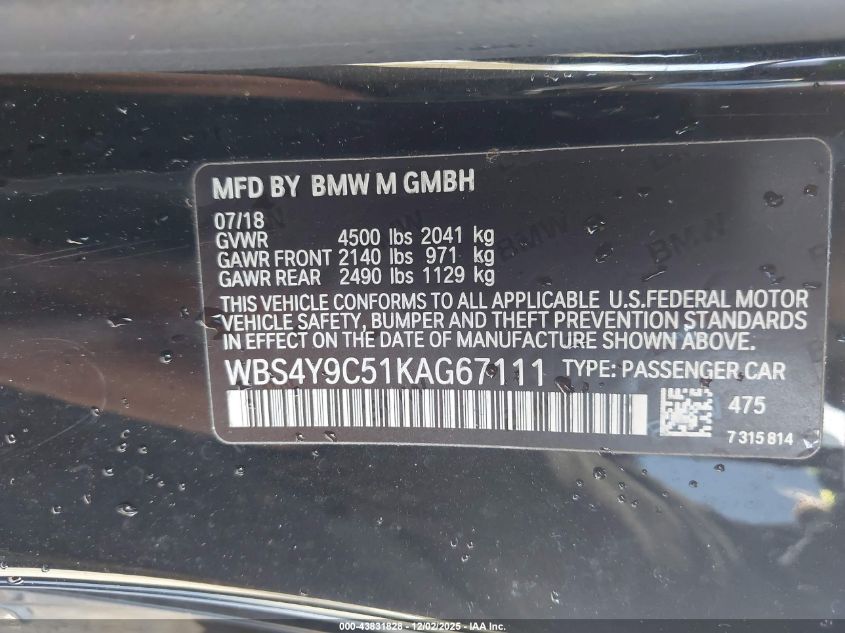 MFD BY BMW M GMBH
07/18
GVWR 4500 lbs 2041 kg
GAWR FRONT 2140 lbs 971 kg
GAWR REAR 2490 lbs 1129 kg
THIS VEHICLE CONFORMS TO ALL APPLICABLE U.S.FEDERAL MOTOR
VEHICLE SAFETY, BUMPER AND THEFT PREVENTION STANDARDS
IN EFFECT ON THE DATE OF MANUFACTURE SHOWN ABOVE.
WBS4Y9C51KAG67111 TYPE: PASSENGER CAR
475
7315814
000-43831828 - 12/02/2025 - IAA Inc.